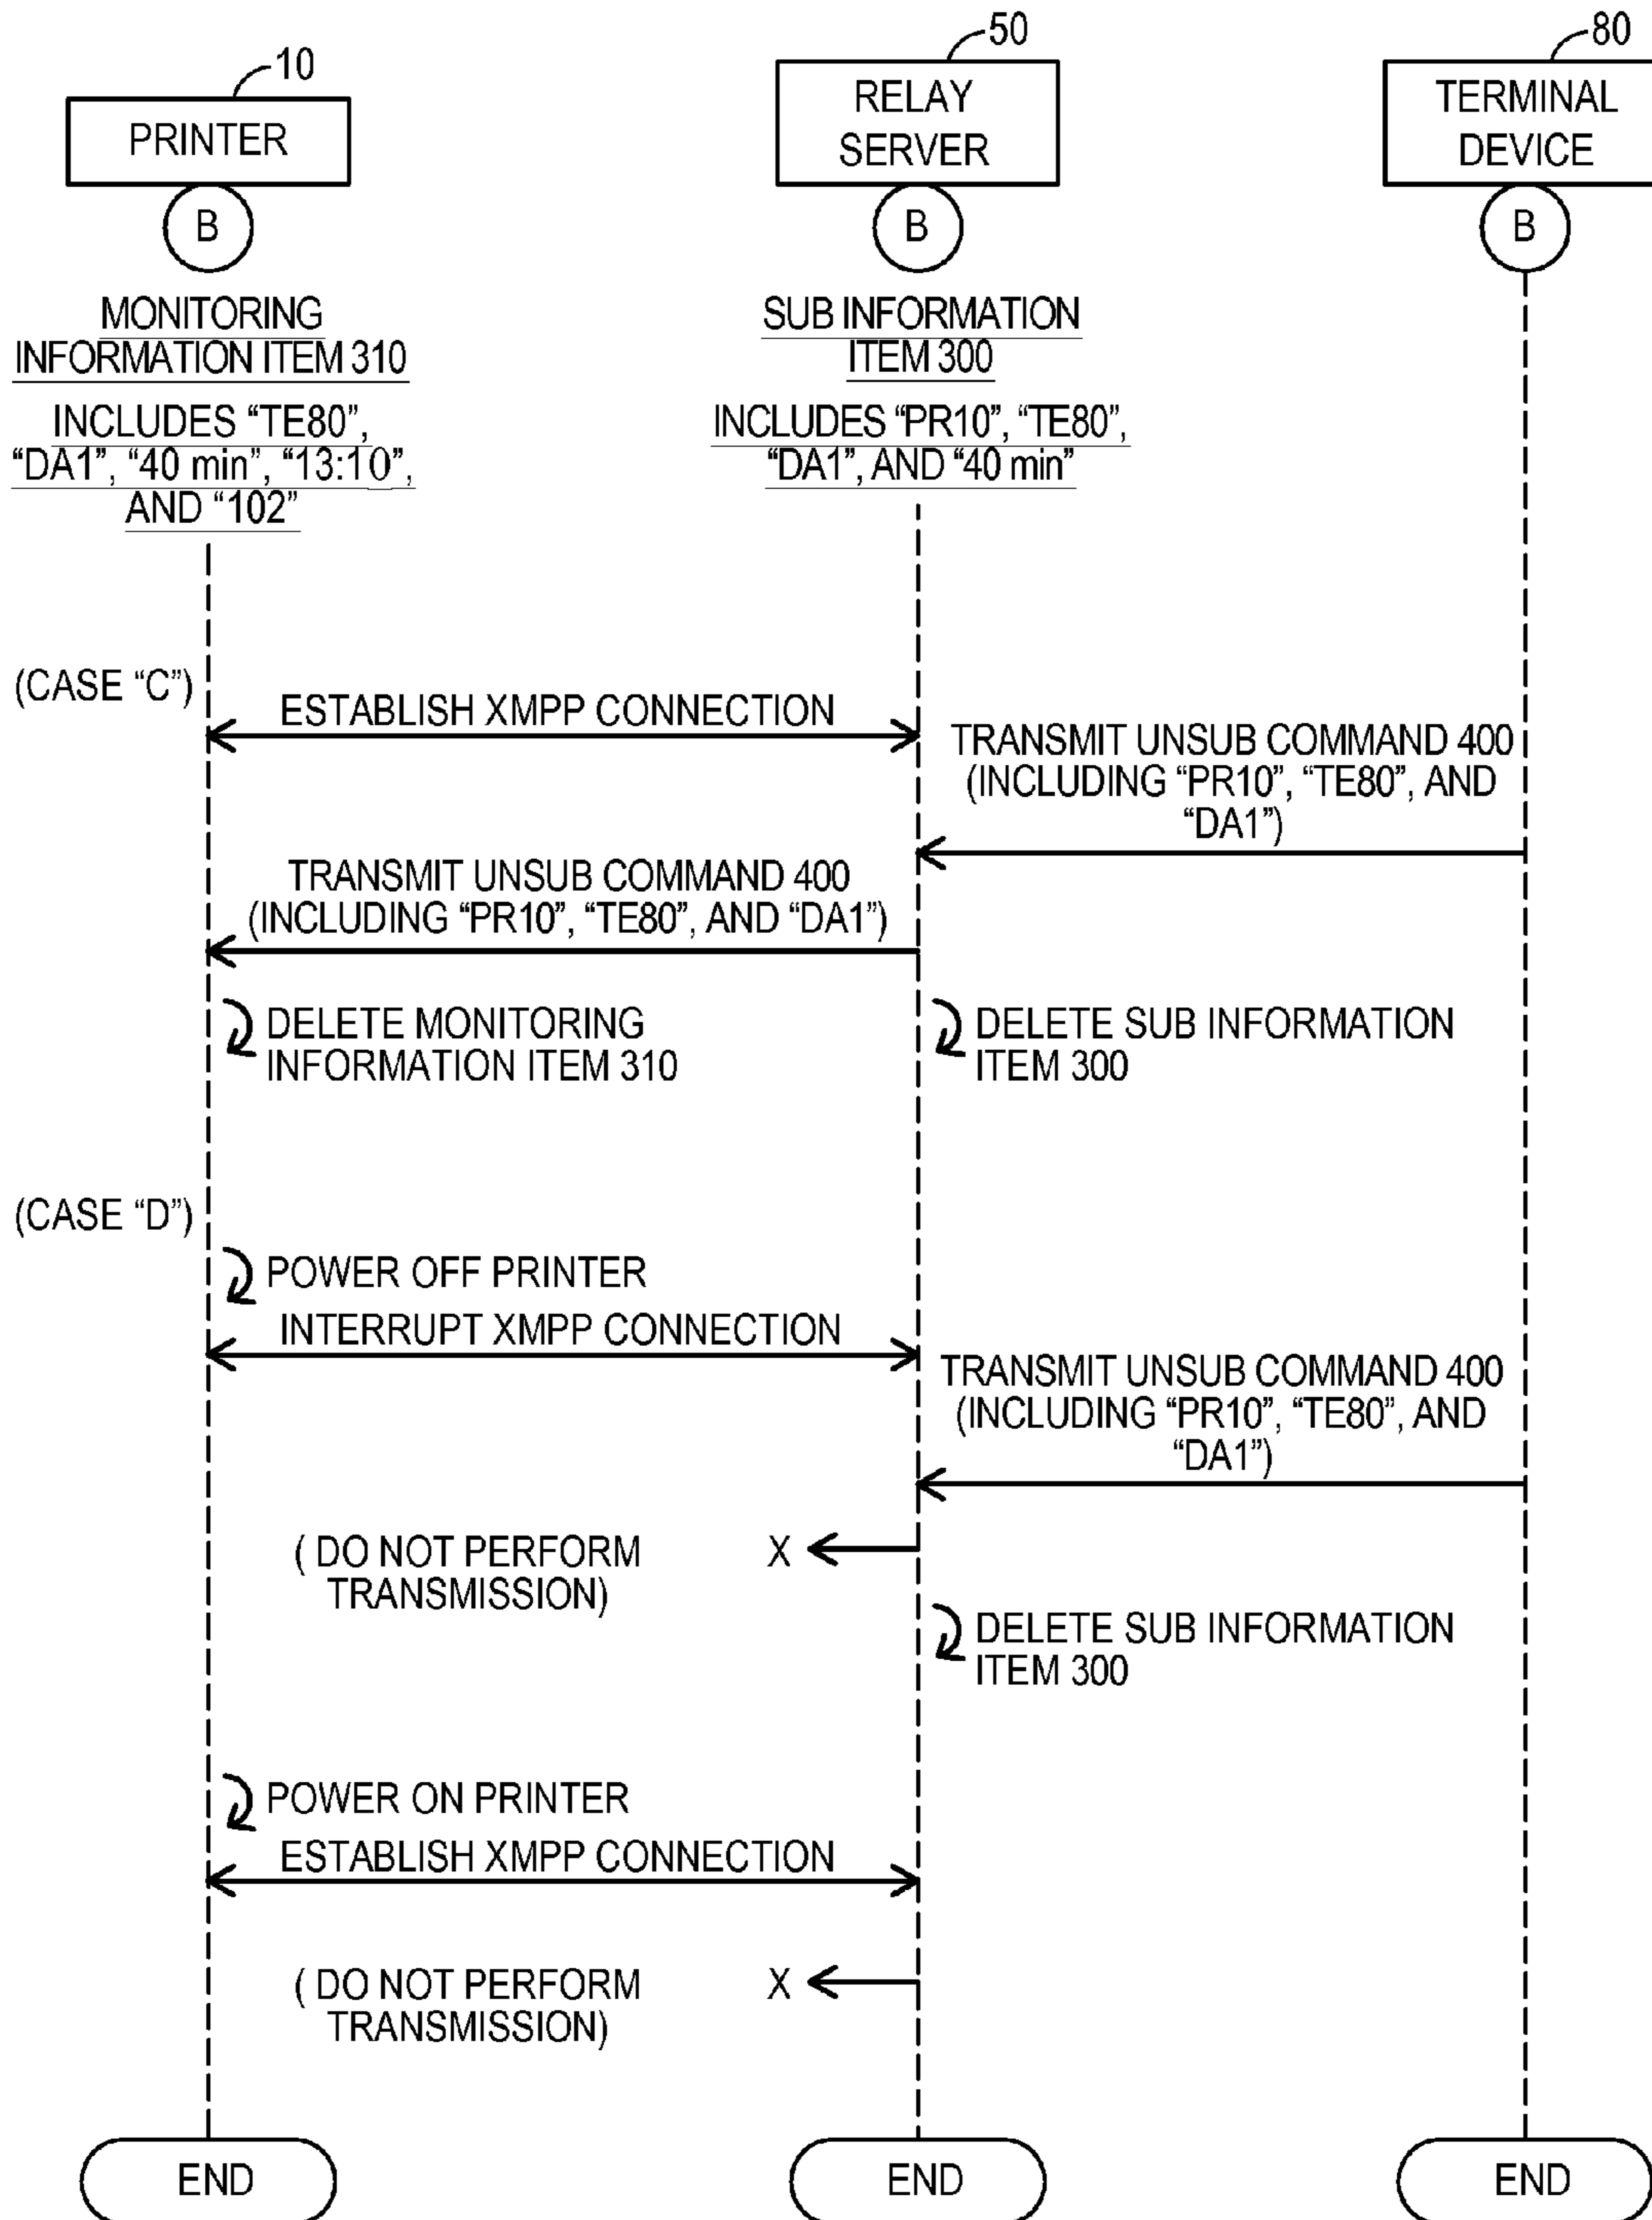 10
50
80
PRINTER
RELAY
SERVER
TERMINAL
DEVICE
B
B
B
MONITORING
INFORMATION ITEM 310
INCLUDES “TE80”,
“DA1”, “40 min”, “13:10”,
AND “102”
SUB INFORMATION
ITEM 300
INCLUDES “PR10”, “TE80”,
“DA1”, AND “40 min”
(CASE “C”)
ESTABLISH XMPP CONNECTION
TRANSMIT UNSUB COMMAND 400
(INCLUDING “PR10”, “TE80”, AND
“DA1”)
TRANSMIT UNSUB COMMAND 400
(INCLUDING “PR10”, “TE80”, AND “DA1”)
DELETE MONITORING
INFORMATION ITEM 310
DELETE SUB INFORMATION
ITEM 300
(CASE “D”)
POWER OFF PRINTER
INTERRUPT XMPP CONNECTION
TRANSMIT UNSUB COMMAND 400
(INCLUDING “PR10”, “TE80”, AND
“DA1”)
( DO NOT PERFORM
TRANSMISSION)
X
DELETE SUB INFORMATION
ITEM 300
POWER ON PRINTER
ESTABLISH XMPP CONNECTION
( DO NOT PERFORM
TRANSMISSION)
X
END
END
END